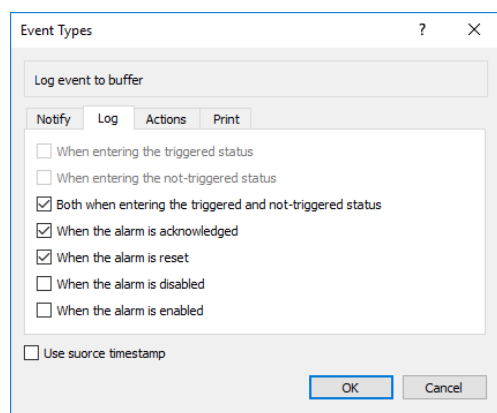 Event Types
Log event to buffer
Notify Log Actions Print
When entering the triggered status
When entering the not-triggered status
Both when entering the triggered and not-triggered status
When the alarm is acknowledged
When the alarm is reset
When the alarm is disabled
When the alarm is enabled
Use suorce timestamp
OK Cancel